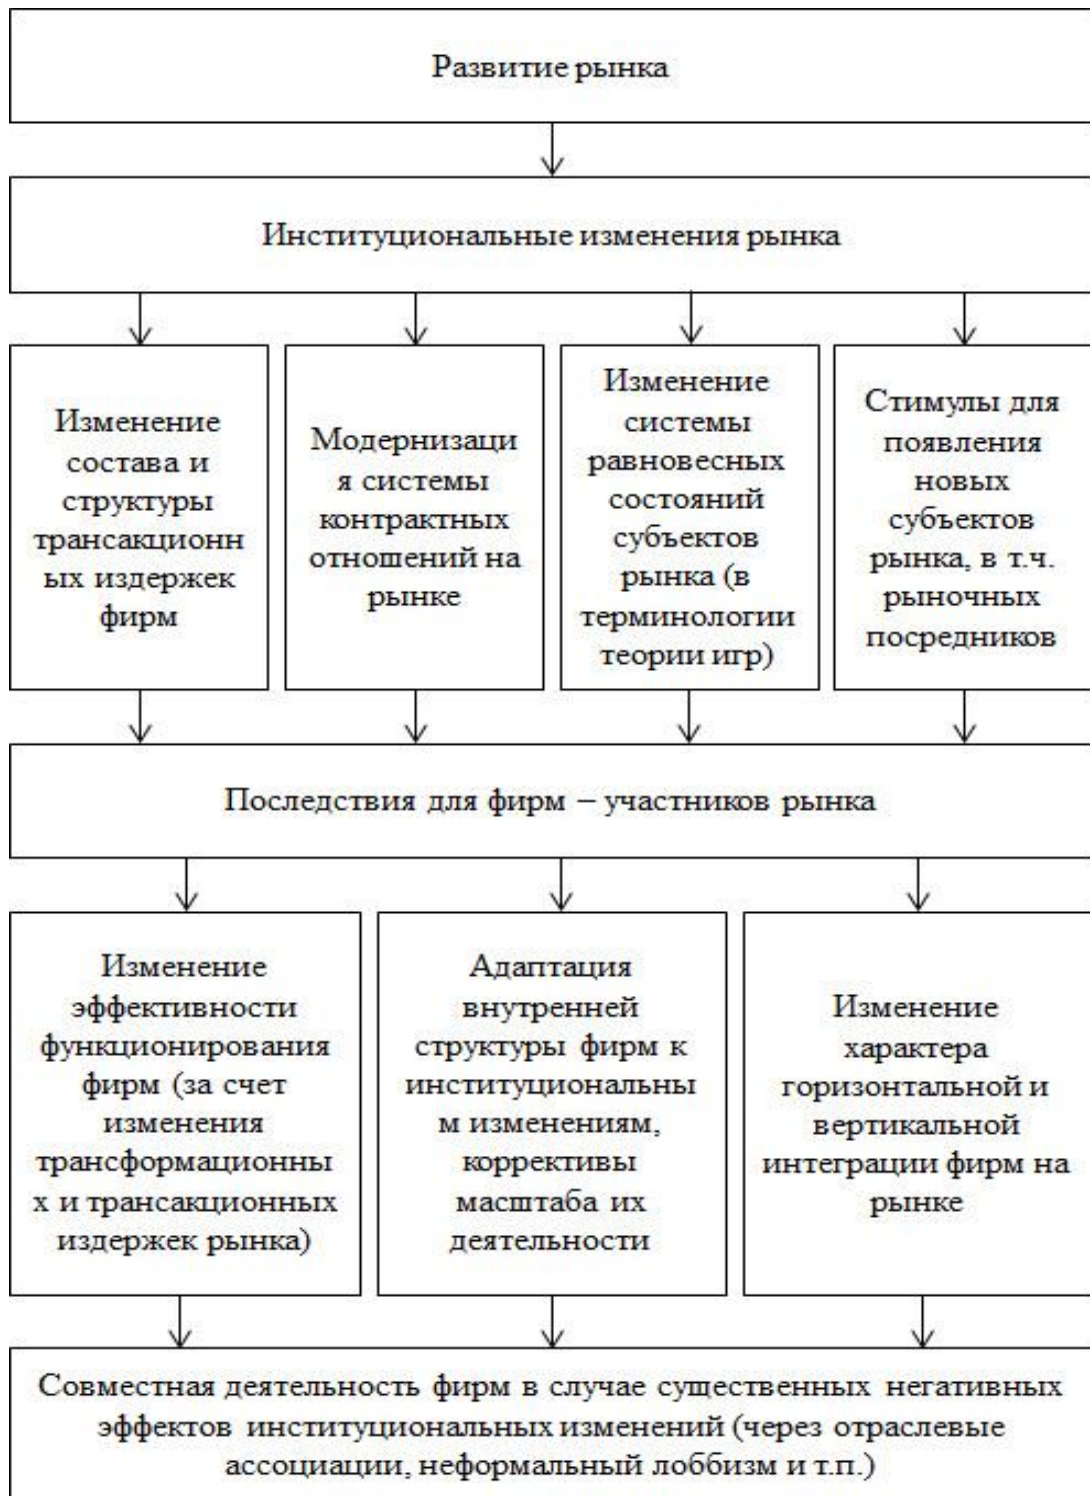 Развитие рынка
Институциональные изменения рынка
Изменение
состава и
структуры
трансакционн
ых издержек
фирм
Модернизаци
я системы
контрактных
отношений на
рынке
Изменение
системы
равновесных
состояний
субъектов
рынка (в
терминологии
теории игр)
Стимулы для
появления
новых
субъектов
рынка, в т.ч.
рыночных
посредников
Последствия для фирм – участников рынка
Изменение
эффективности
функционирования
фирм (за счет
изменения
трансформационны
х и трансакционных
издержек рынка)
Адаптация
внутренней
структуры фирм к
институциональны
м изменениям,
коррективы
масштаба их
деятельности
Изменение
характера
горизонтальной и
вертикальной
интеграции фирм на
рынке
Совместная деятельность фирм в случае существенных негативных
эффектов институциональных изменений (через отраслевые
ассоциации, неформальный лоббизм и т.п.)